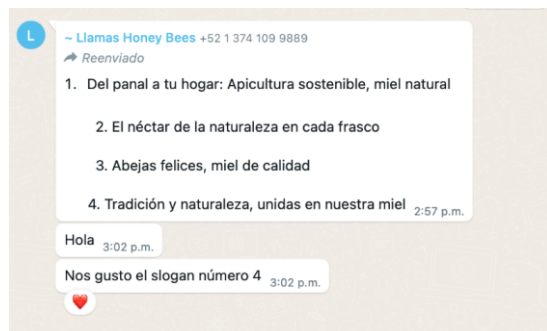 L
~ Llamas Honey Bees +52 1 374 109 9889
Reenviado
1. Del panal a tu hogar: Apicultura sostenible, miel natural
2. El néctar de la naturaleza en cada frasco
3. Abejas felices, miel de calidad
4. Tradición y naturaleza, unidas en nuestra miel 2:57 p.m.
Hola 3:02 p.m.
Nos gusto el slogan número 4 3:02 p.m.